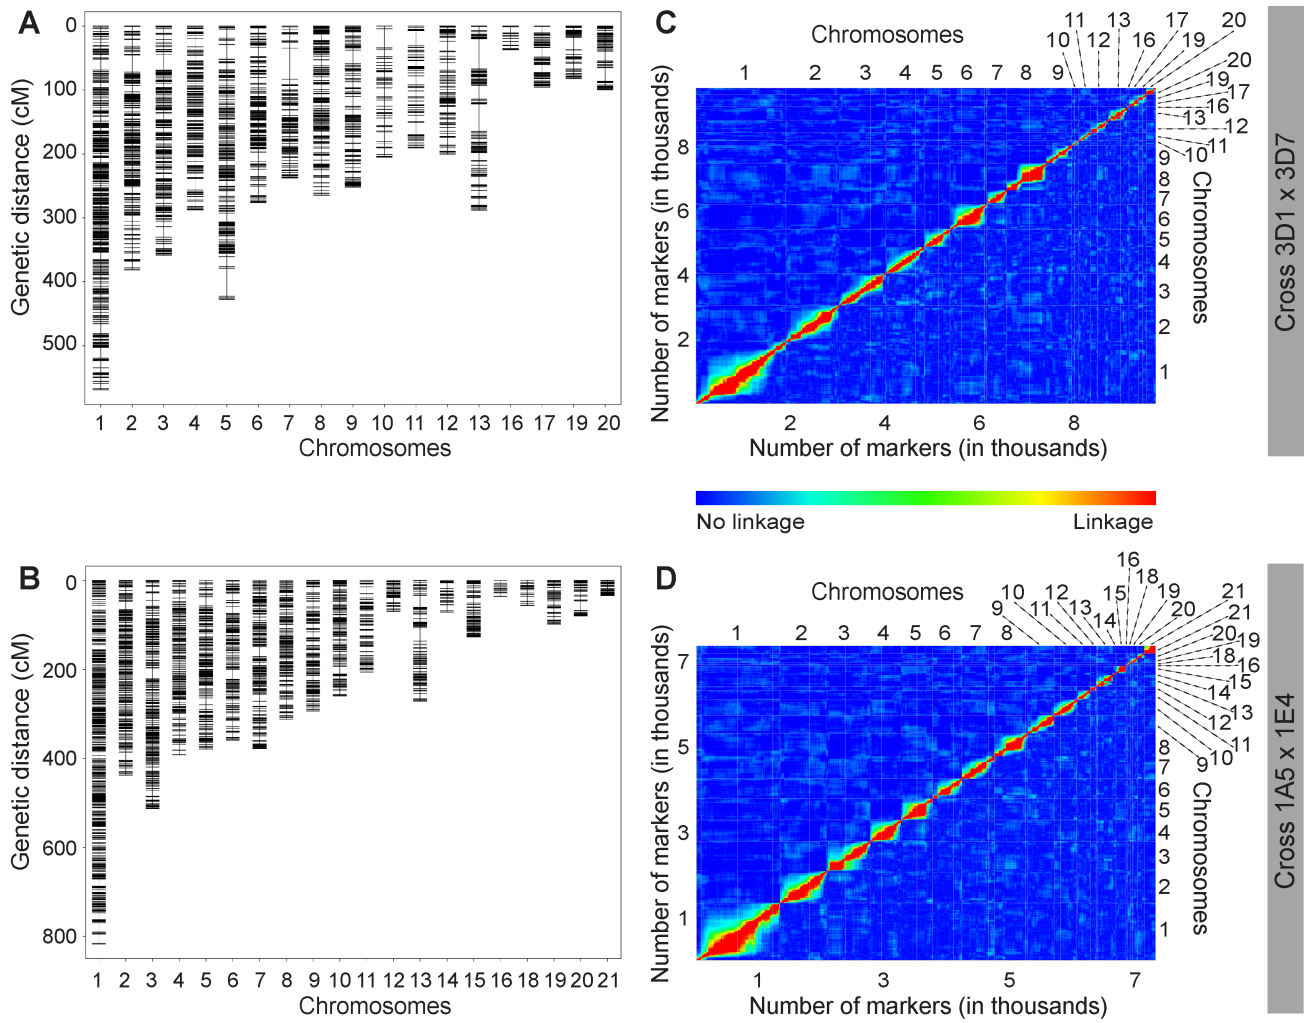 A
0
100
200
300
400
500
Genetic distance (cM)
1 2 3 4 5 6 7 8 9 10 11 12 13 16 17 19 20
Chromosomes
C
Chromosomes
11 13 17 20
10 12 16 19
1 2 3 4 5 6 7 8 9
20
19
17
16
13
12
11
10
9
8
7
6
5
4
3
2
1
Chromosomes
8
6
4
2
Number of markers (in thousands)
2 4 6 8
Number of markers (in thousands)
Cross 3D1 x 3D7
No linkage Linkage
B
0
200
400
600
800
Genetic distance (cM)
1 2 3 4 5 6 7 8 9 10 11 12 13 14 15 16 17 18 19 20 21
Chromosomes
D
Chromosomes
16
10 12 15 18 19 21
9 11 13 14 20
1 2 3 4 5 6 7 8
21
20
19
18
16
15
14
13
12
11
10
9
8
7
6
5
4
3
2
1
Chromosomes
7
5
3
1
Number of markers (in thousands)
1 3 5 7
Number of markers (in thousands)
Cross 1A5 x 1E4